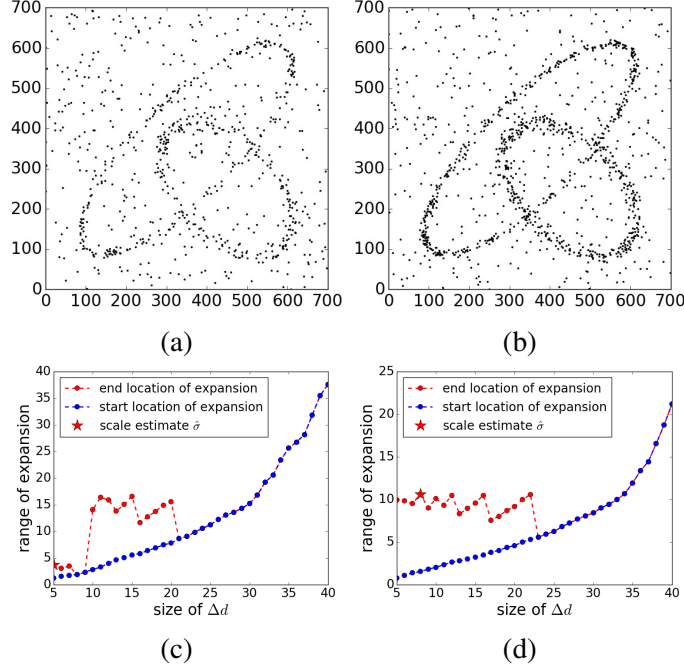 700
600
500
400
300
200
100
0
0 100 200 300 400 500 600 700
(a)
700
600
500
400
300
200
100
0
0 100 200 300 400 500 600 700
(b)
40
35
30
25
20
15
10
5
0
range of expansion
end location of expansion
start location of expansion
scale estimate σ̂
5 10 15 20 25 30 35 40
size of Δd
(c)
25
20
15
10
5
0
range of expansion
end location of expansion
start location of expansion
scale estimate σ̂
5 10 15 20 25 30 35 40
size of Δd
(d)